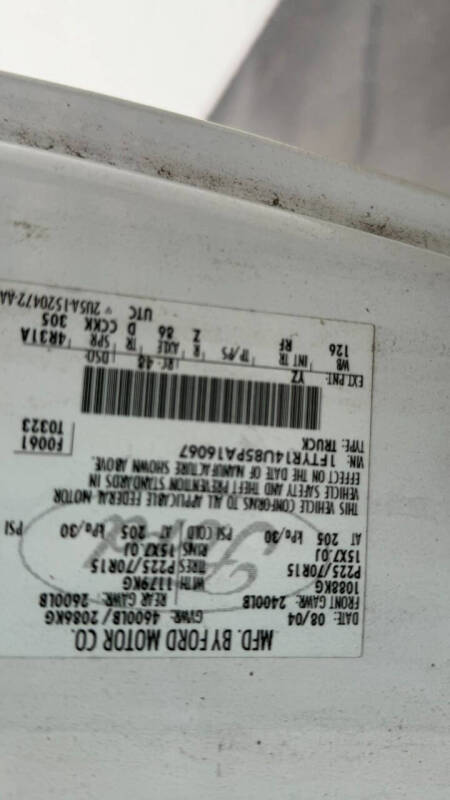 MFD. BY FORD MOTOR CO.
DATE: 08/04 GVWR: 4600LB / 2086KG
FRONT GAWR: 2400LB REAR GAWR: 2600LB
1088KG WITH 1179KG
P225/70R15 TIRES P225/70R15
15X7.0J RIMS 15X7.0J
AT 205 kPa/30 PSI COLD AT 205 kPa/30 PSI
Ford
THIS VEHICLE CONFORMS TO ALL APPLICABLE FEDERAL MOTOR
VEHICLE SAFETY AND THEFT PREVENTION STANDARDS IN
EFFECT ON THE DATE OF MANUFACTURE SHOWN ABOVE.
VIN: 1FTYR14U85PA16067 F0061
TYPE: TRUCK T0323
EXT PNT: YZ RC: 48 DSO:
WB INT TR TP/PS R AXLE TR SPR 4R31A
126 RF Z 86 D CCKK 305
UTC ▽ 2U5A-1520472-AA